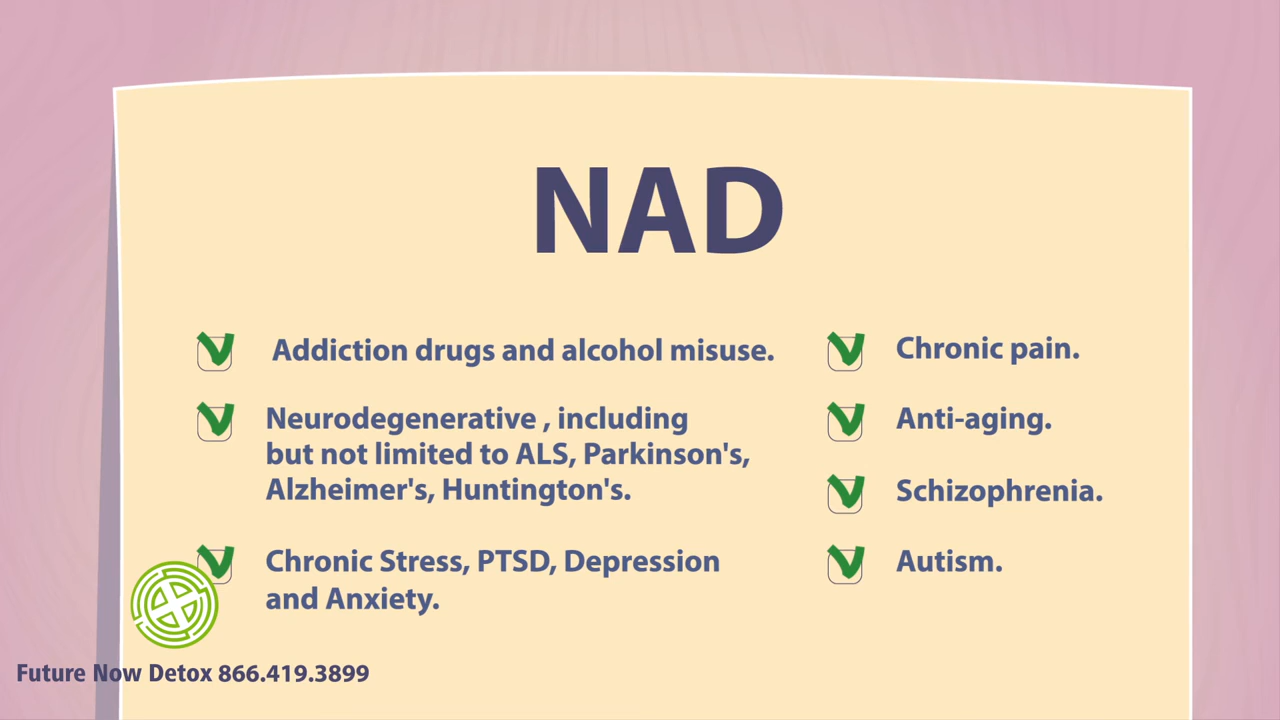 NAD
Addiction drugs and alcohol misuse.
Neurodegenerative , including
but not limited to ALS, Parkinson's,
Alzheimer's, Huntington's.
Chronic Stress, PTSD, Depression
and Anxiety.
Chronic pain.
Anti-aging.
Schizophrenia.
Autism.
Future Now Detox 866.419.3899